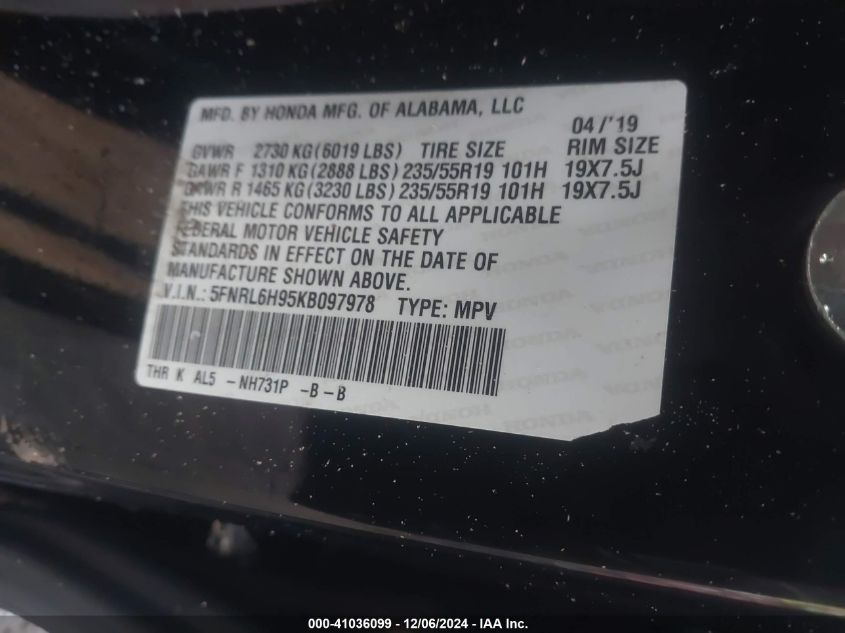 MFD. BY HONDA MFG. OF ALABAMA, LLC
04/'19
GVWR 2730 KG(6019 LBS) TIRE SIZE RIM SIZE
GAWR F 1310 KG(2888 LBS) 235/55R19 101H 19X7.5J
GAWR R 1465 KG(3230 LBS) 235/55R19 101H 19X7.5J
THIS VEHICLE CONFORMS TO ALL APPLICABLE
FEDERAL MOTOR VEHICLE SAFETY
STANDARDS IN EFFECT ON THE DATE OF
MANUFACTURE SHOWN ABOVE.
V.I.N.: 5FNRL6H95KB097978 TYPE: MPV
THR K AL5 -NH731P -B-B
000-41036099 - 12/06/2024 - IAA Inc.